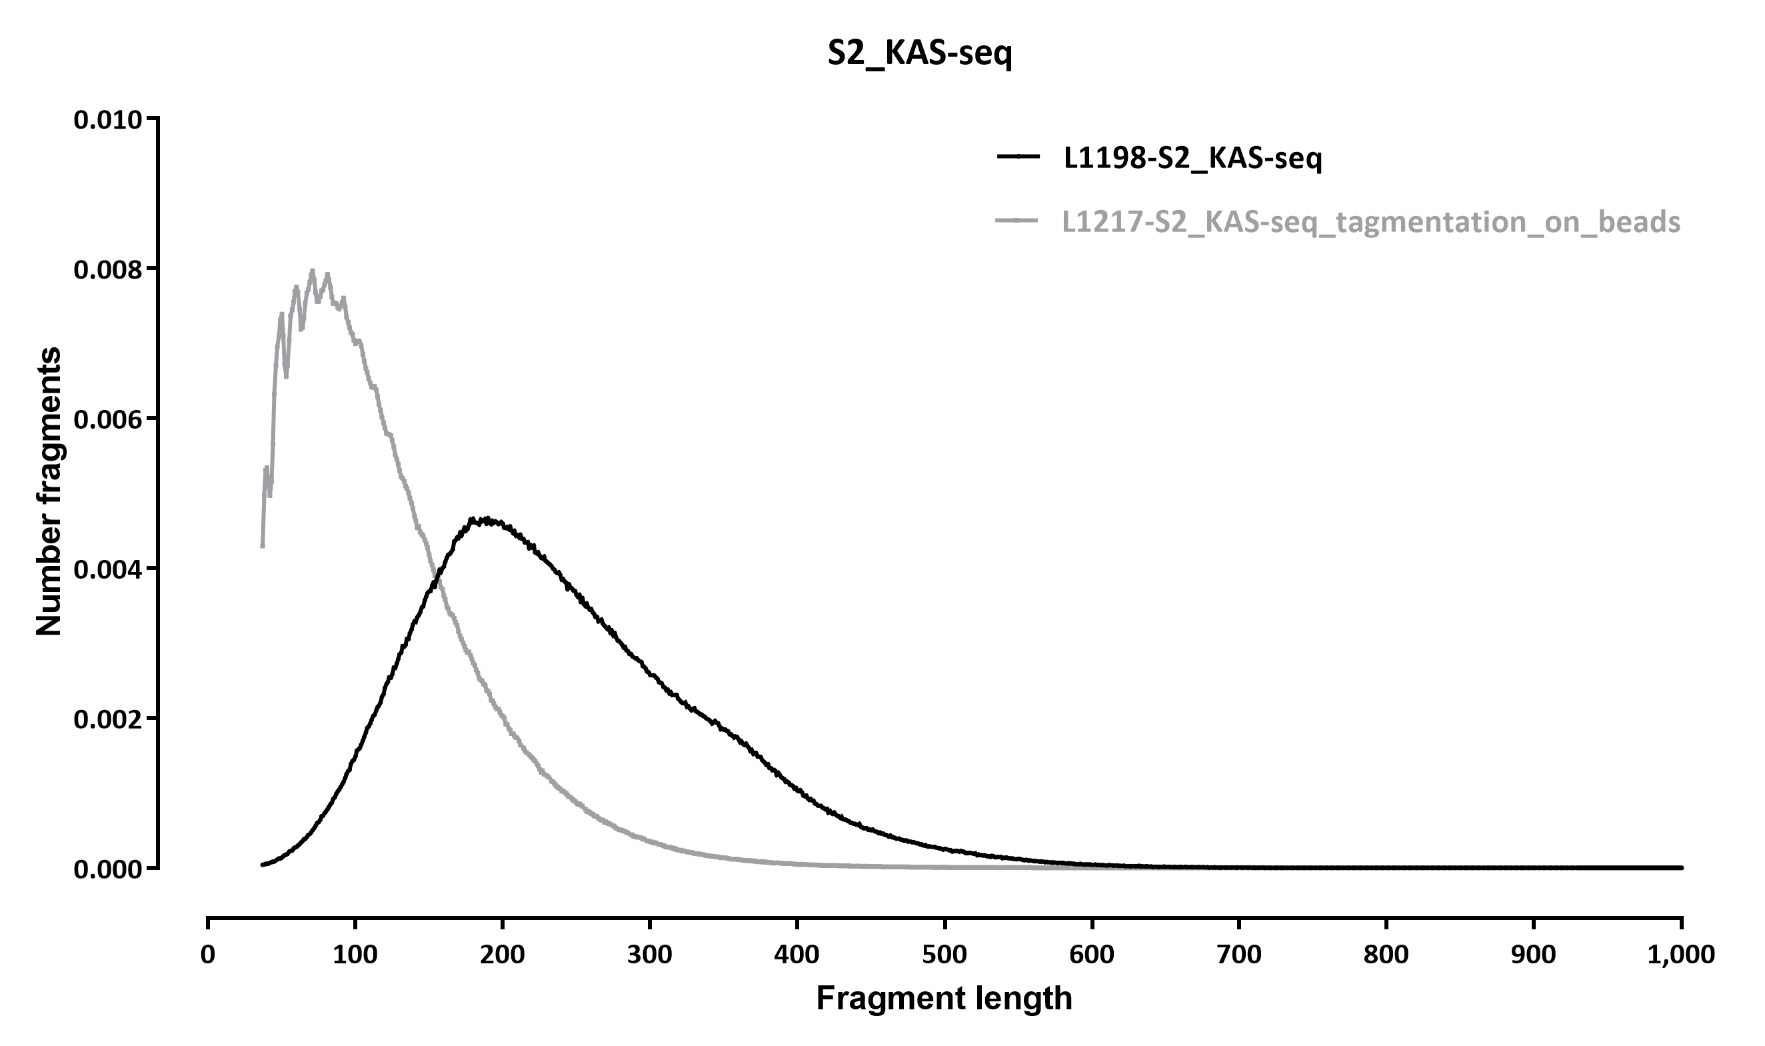 S2_KAS-seq
L1198-S2_KAS-seq
L1217-S2_KAS-seq_tagmentation_on_beads
Number fragments
0.010
0.008
0.006
0.004
0.002
0.000
0 100 200 300 400 500 600 700 800 900 1,000
Fragment length